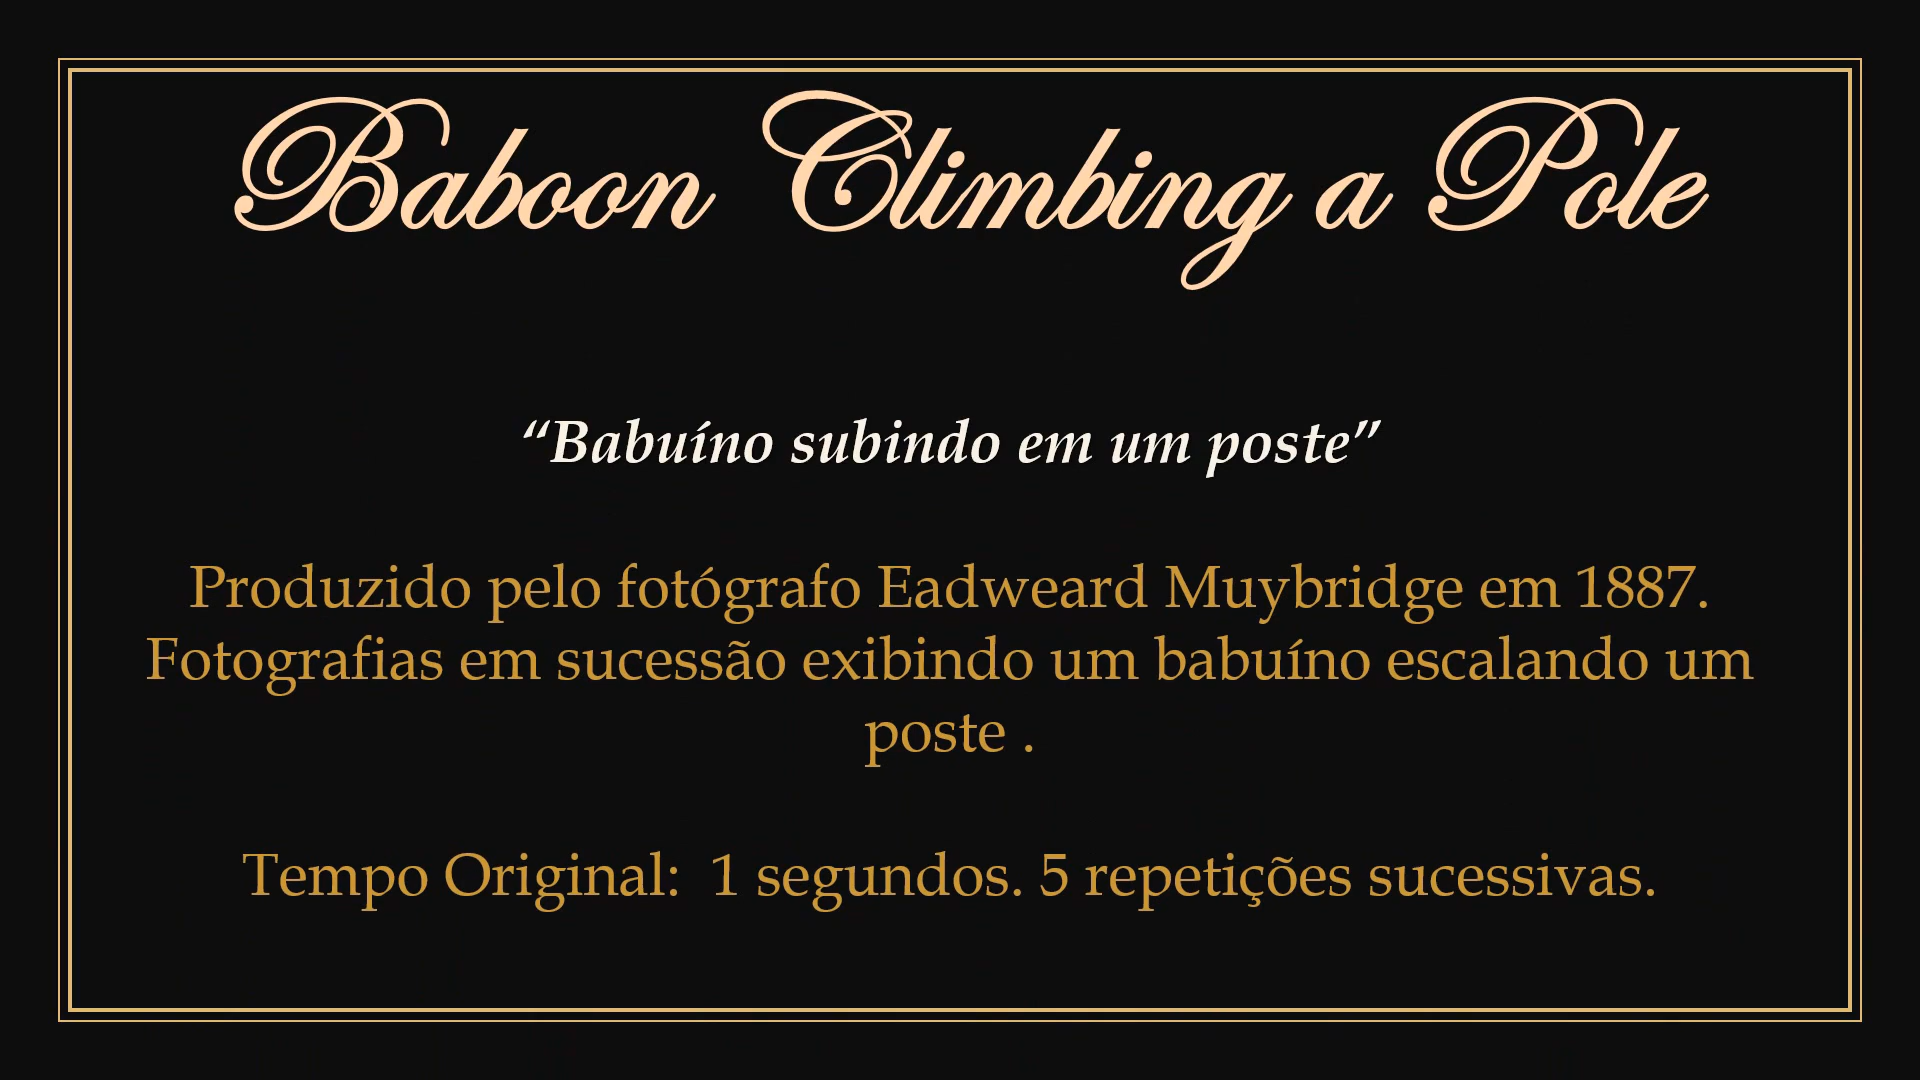 Baboon Climbing a Pole
“Babuíno subindo em um poste”
Produzido pelo fotógrafo Eadweard Muybridge em 1887.
Fotografias em sucessão exibindo um babuíno escalando um
poste .
Tempo Original:  1 segundos. 5 repetições sucessivas.